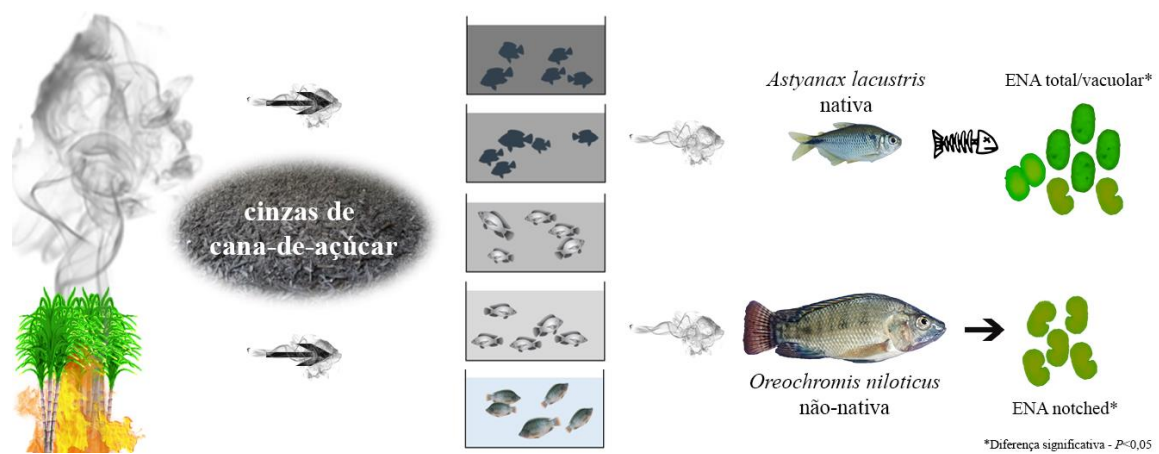 cinzas de
cana-de-açúcar
Astyanax lacustris
nativa
ENA total/vacuolar*
Oreochromis niloticus
não-nativa
ENA notched*
*Diferença significativa - P<0,05